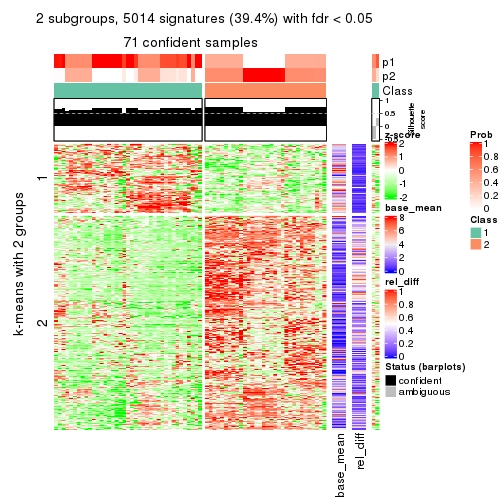 2 subgroups, 5014 signatures (39.4%) with fdr < 0.05
71 confident samples
p1
p2
Class
1
0.5
0
-0.5
Silhouette
score
k-means with 2 groups
1
2
z-score
2
1
0
-1
-2
base_mean
8
6
4
2
0
rel_diff
1
0.8
0.6
0.4
0.2
0
Status (barplots)
confident
ambiguous
Prob
1
0.8
0.6
0.4
0.2
0
Class
1
2
base_mean
rel_diff